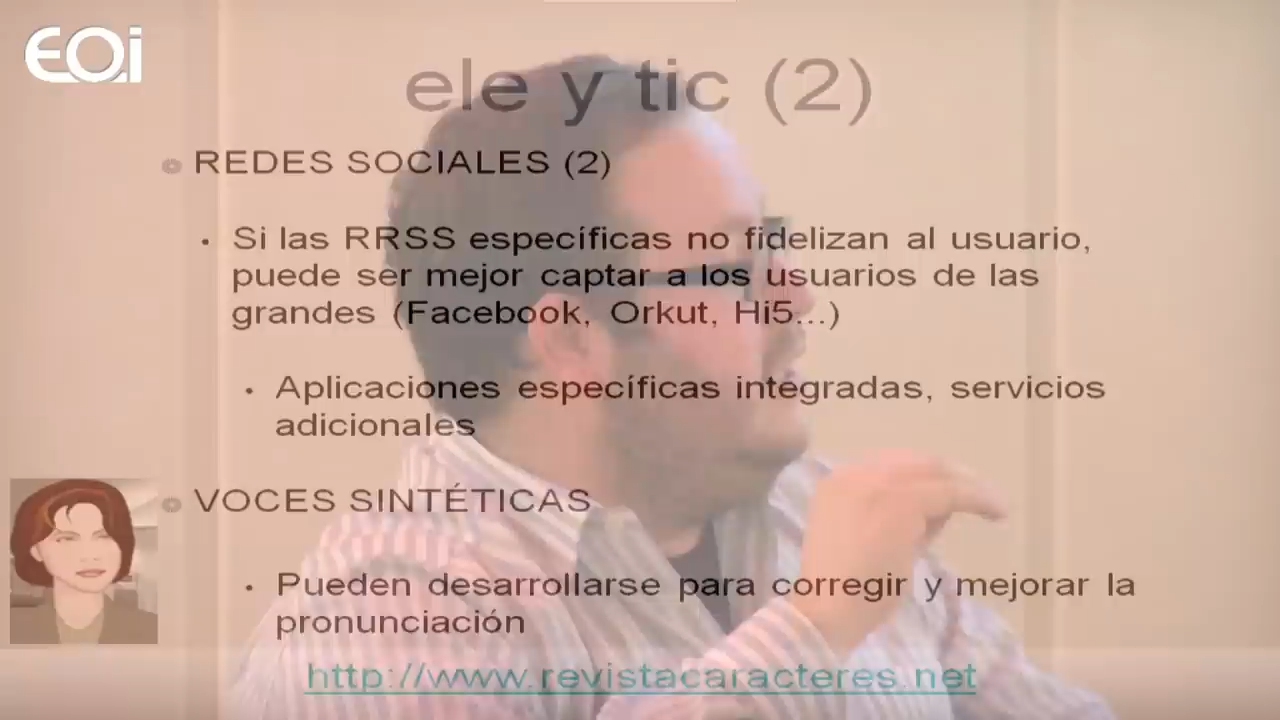 EOi
ele y tic (2)
REDES SOCIALES (2)
Si las RRSS específicas no fidelizan al usuario,
puede ser mejor captar a los usuarios de las
grandes (Facebook, Orkut, Hi5...)
Aplicaciones específicas integradas, servicios
adicionales
VOCES SINTÉTICAS
Pueden desarrollarse para corregir y mejorar la
pronunciación
http://www.revistacaracteres.net